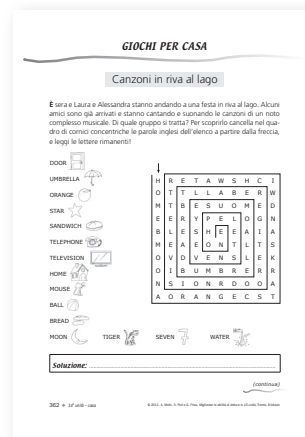 GIOCHI PER CASA
Canzoni in riva al lago
È sera e Laura e Alessandra stanno andando a una festa in riva al lago. Alcuni
amici sono già arrivati e stanno cantando e suonando le canzoni di un noto
complesso musicale. Di quale gruppo si tratta? Per scoprirlo cancella nel qua-
dro di cornici concentriche le parole inglesi dell'elenco a partire dalla freccia,
e leggi le lettere rimanenti!
DOOR
UMBRELLA
ORANGE
STAR
SANDWICH
TELEPHONE
TELEVISION
HOME
MOUSE
BALL
BREAD
MOON
TIGER
SEVEN
WATER
H R E T A W S H C I
O T T L L A B E R W
M T B E S U O M E D
E E R Y P E L O G N
B L E S H E E A I A
M E A E O N T L T S
O V D V E N S L E K
O I B U M B R E R R
N S I O N R D O O A
A O R A N G E C S T
Soluzione:
(continua)
362 ♦ 10ª unità – casa